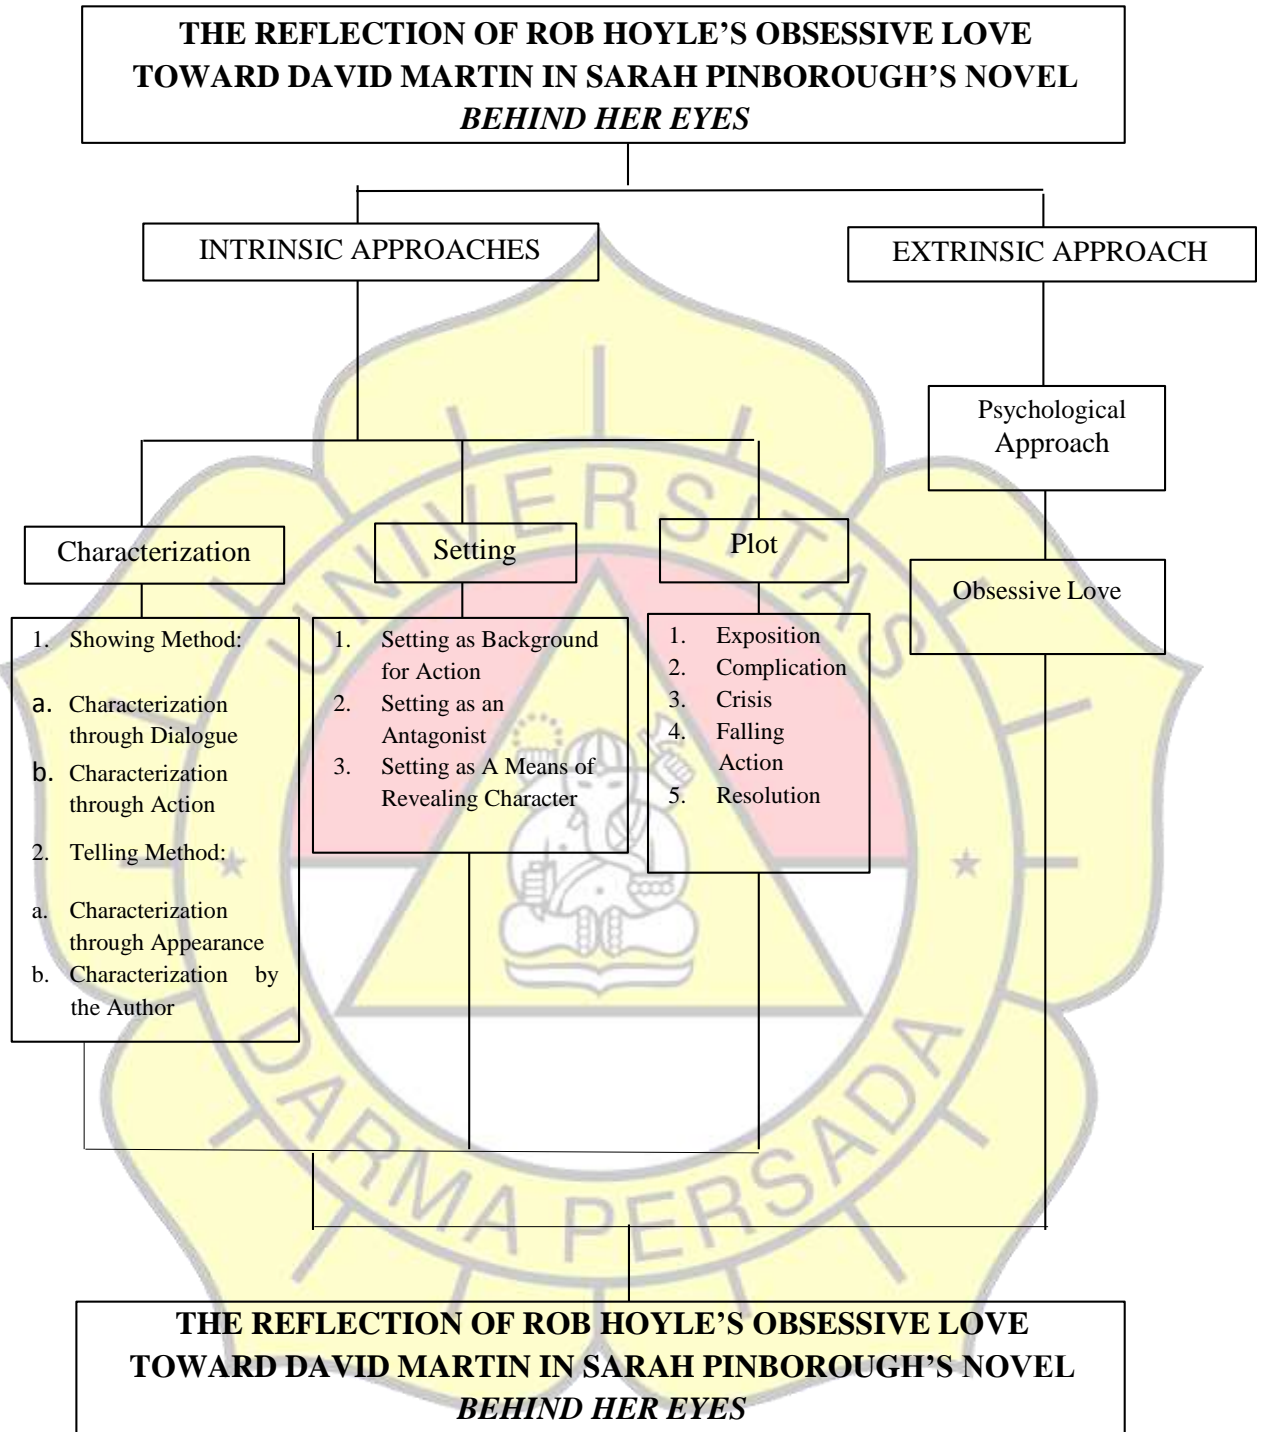 THE REFLECTION OF ROB HOYLE’S OBSESSIVE LOVE
TOWARD DAVID MARTIN IN SARAH PINBOROUGH’S NOVEL
BEHIND HER EYES
INTRINSIC APPROACHES
EXTRINSIC APPROACH
Psychological
Approach
Characterization
Setting
Plot
Obsessive Love
1. Showing Method:
a. Characterization
through Dialogue
b. Characterization
through Action
2. Telling Method:
a. Characterization
through Appearance
b. Characterization by
the Author
1. Setting as Background
for Action
2. Setting as an
Antagonist
3. Setting as A Means of
Revealing Character
1. Exposition
2. Complication
3. Crisis
4. Falling
Action
5. Resolution
UNIVERSITAS
DARMA PERSADA
THE REFLECTION OF ROB HOYLE’S OBSESSIVE LOVE
TOWARD DAVID MARTIN IN SARAH PINBOROUGH’S NOVEL
BEHIND HER EYES